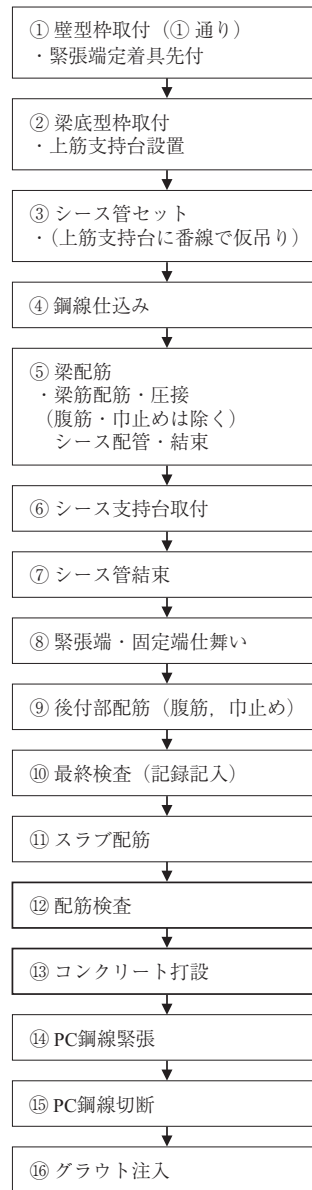 ① 壁型枠取付（① 通り）
・緊張端定着具先付
② 梁底型枠取付
・上筋支持台設置
③ シース管セット
・（上筋支持台に番線で仮吊り）
④ 鋼線仕込み
⑤ 梁配筋
・梁筋配筋・圧接
（腹筋・巾止めは除く）
シース配管・結束
⑥ シース支持台取付
⑦ シース管結束
⑧ 緊張端・固定端仕舞い
⑨ 後付部配筋（腹筋，巾止め）
⑩ 最終検査（記録記入）
⑪ スラブ配筋
⑫ 配筋検査
⑬ コンクリート打設
⑭ PC鋼線緊張
⑮ PC鋼線切断
⑯ グラウト注入